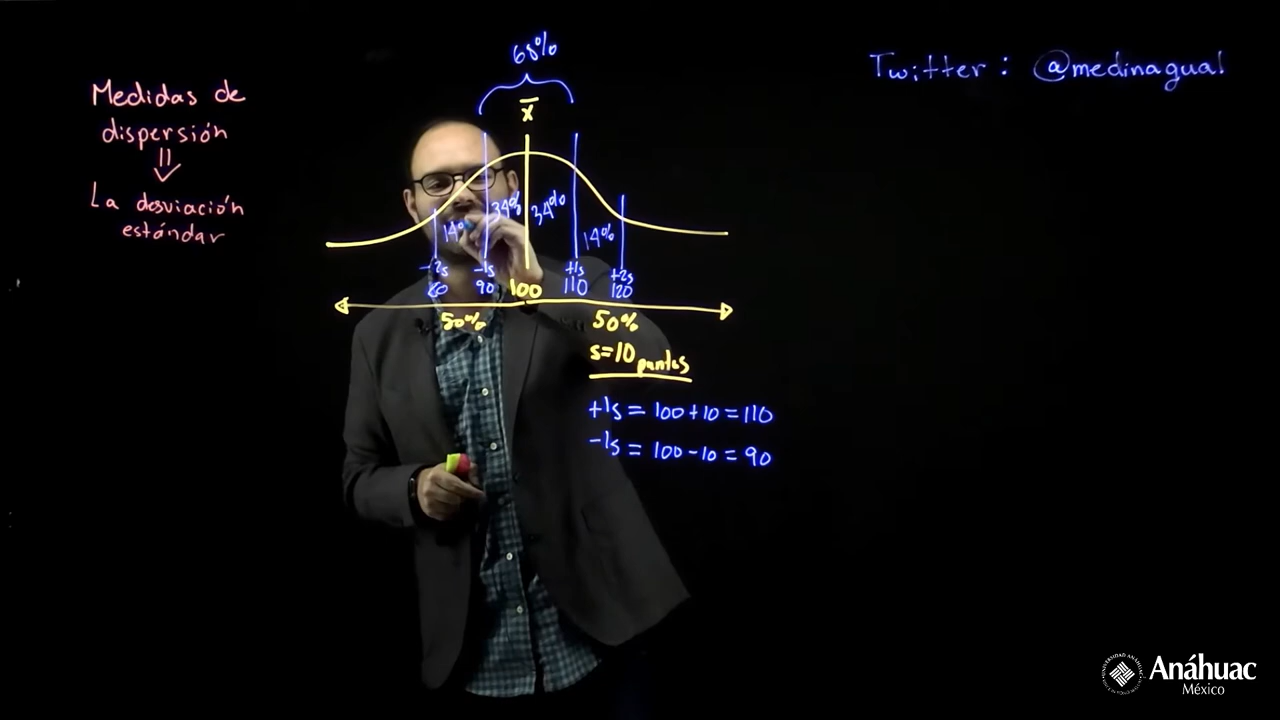 Medidas de
dispersión
La desviación
estándar
68%
x̄
34% 34%
14% 14%
-2s -1s +1s +2s
80 90 100 110 120
50% 50%
s=10 puntos
+1s = 100+10 = 110
-1s = 100-10 = 90
Twitter: @medinagual
Anáhuac
México